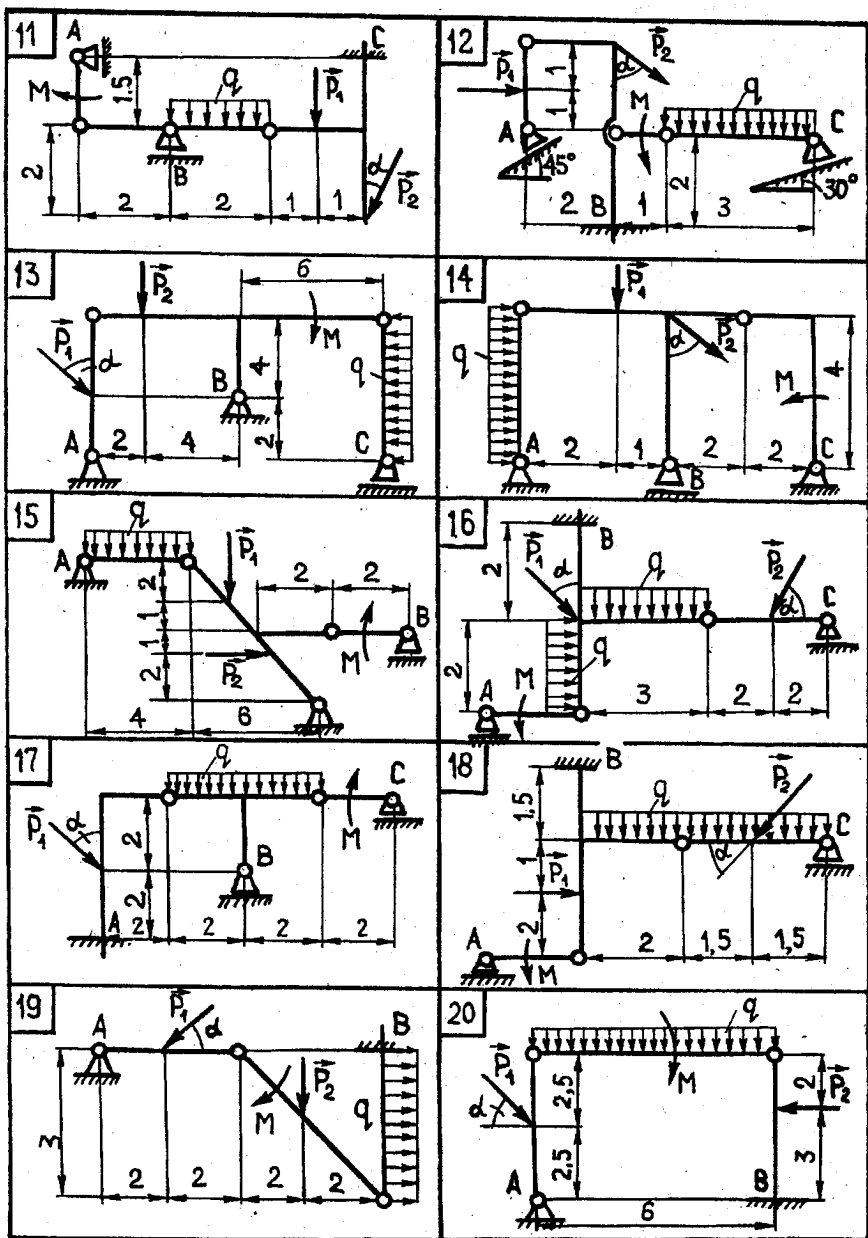 11
A
C
M
1.5
q
P₁
2
B
α
P₂
2 2 1 1
12
P₂
P₁
1
α
1
M
q
A
C
45°
2
30°
2 B 1 3
13
P₂
6
P₁
α
M
4
B
q
A
2
C
2 4
14
P₁
q
α
P₂
M
4
A
2 1 B 2 2 C
15
q
A
P₁
2
2 2
1
B
1
P₂
M
2
4 6
16
B
2
P₁
α
q
P₂
α
C
2
q
A
M
3 2 2
17
q
C
P₁
α
2
M
B
2
A
2 2 2 2
18
B
P₂
1,5
q
C
1
α
P₁
2
A
M
2 1,5 1,5
19
P₁
A
α
B
P₂
M
q
3
2 2 2 2
20
q
P₁
M
2
2,5
P₂
α
2,5
3
A
B
6